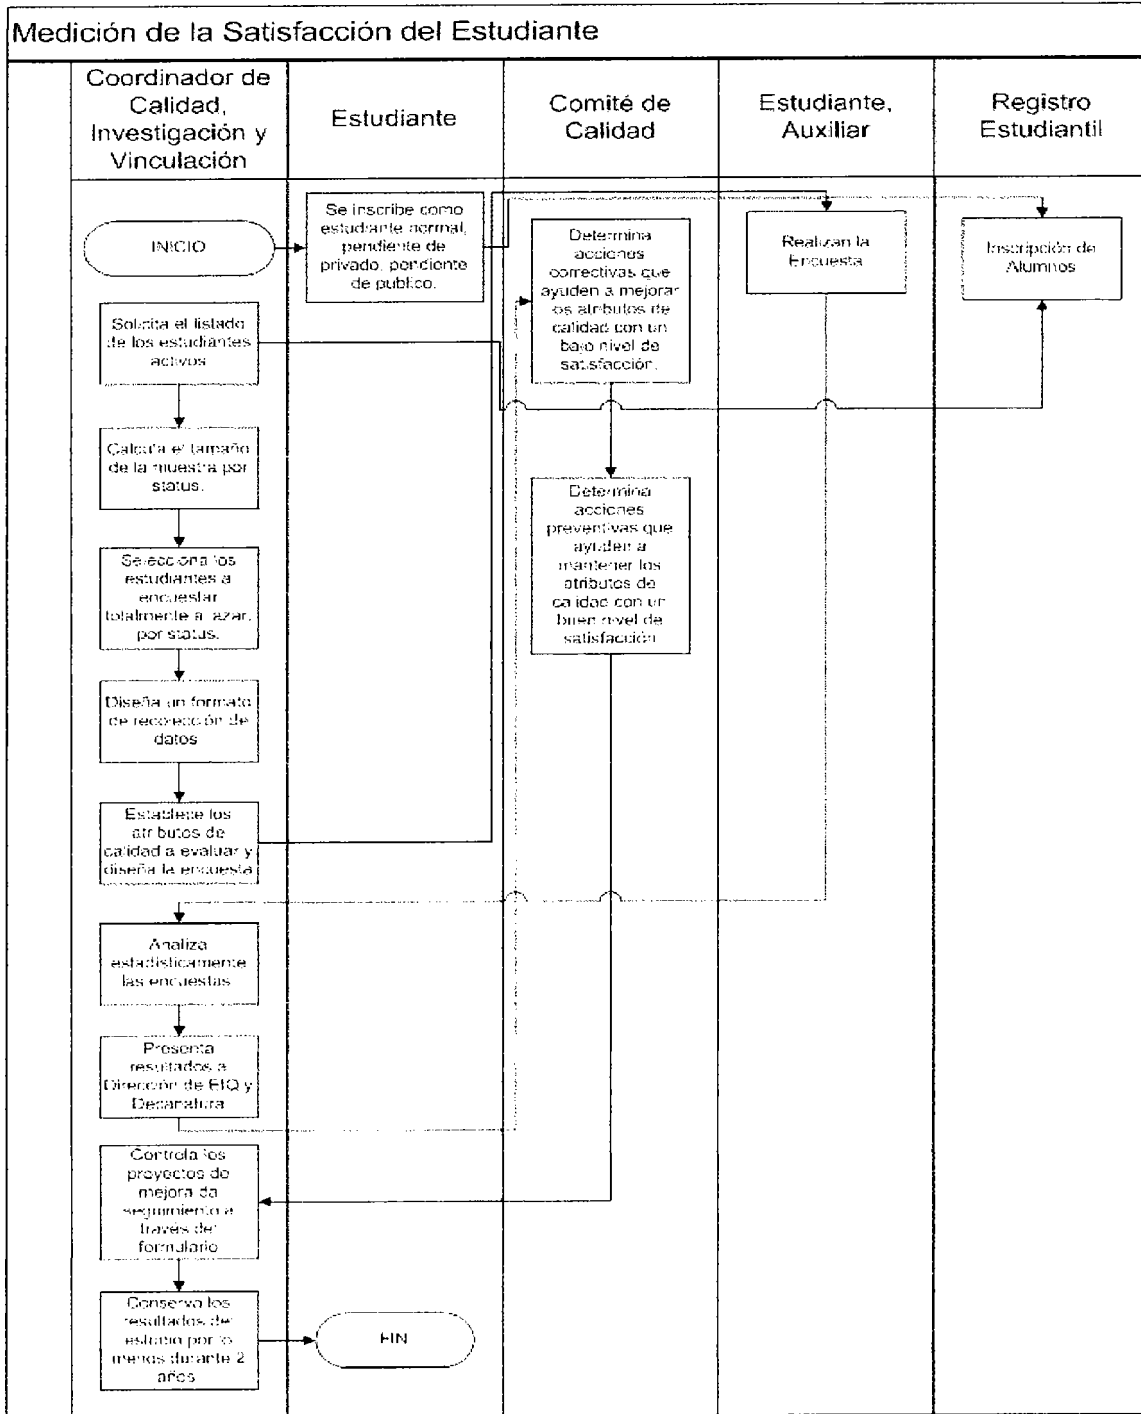 Medición de la Satisfacción del Estudiante
Coordinador de
Calidad,
Investigación y
Vinculación
Estudiante
Comité de
Calidad
Estudiante,
Auxiliar
Registro
Estudiantil
INICIO
Se inscribe como
estudiante normal,
pendiente de
privado, pendiente
de publico.
Determina
acciones
correctivas que
ayuden a mejorar
los atributos de
calidad con un
bajo nivel de
satisfacción.
Realizan la
Encuesta
Inscripción de
Alumnos
Solicita el listado
de los estudiantes
activos
Calcula el tamaño
de la muestra por
status.
Determina
acciones
preventivas que
ayuden a
mantener los
atributos de
calidad con un
buen nivel de
satisfacción
Selecciona los
estudiantes a
encuestar
totalmente al azar,
por status.
Diseña un formato
de recolección de
datos
Establece los
atributos de
calidad a evaluar y
diseña la encuesta
Analiza
estadísticamente
las encuestas
Presenta
resultados a
Dirección de EIQ y
Decanatura
Controla los
proyectos de
mejora da
seguimiento a
través del
formulario
Conserva los
resultados del
estudio por lo
menos durante 2
años
FIN